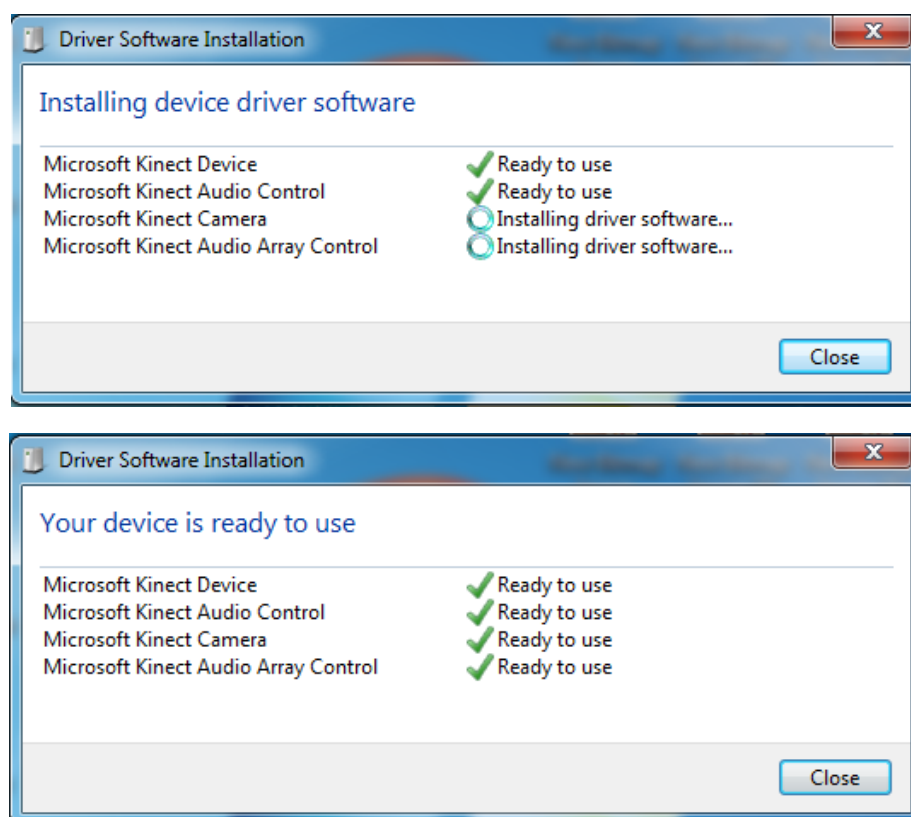 Driver Software Installation
Installing device driver software
Microsoft Kinect Device Ready to use
Microsoft Kinect Audio Control Ready to use
Microsoft Kinect Camera Installing driver software...
Microsoft Kinect Audio Array Control Installing driver software...
Close
Driver Software Installation
Your device is ready to use
Microsoft Kinect Device Ready to use
Microsoft Kinect Audio Control Ready to use
Microsoft Kinect Camera Ready to use
Microsoft Kinect Audio Array Control Ready to use
Close